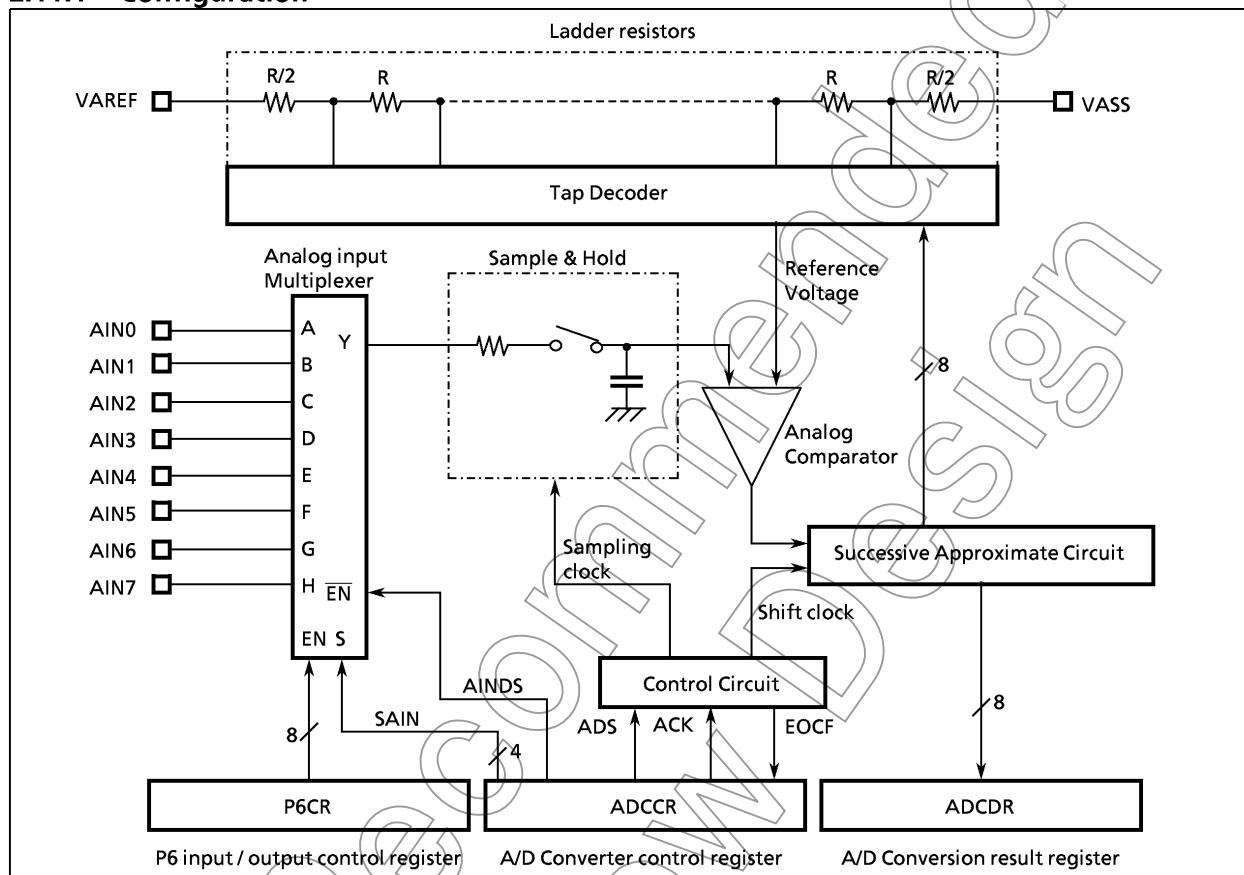 Ladder resistors
R/2
R
R
R/2
VAREF
VASS
Tap Decoder
Analog input
Multiplexer
Sample & Hold
Reference
Voltage
AIN0
A
Y
AIN1
B
AIN2
C
8
AIN3
D
Analog
Comparator
AIN4
E
AIN5
F
AIN6
G
Sampling
clock
Successive Approximate Circuit
AIN7
H
EN
Shift clock
EN S
Control Circuit
AINDS
SAIN
ADS
ACK
EOCF
8
8
4
P6CR
ADCCR
ADCDR
P6 input / output control register
A/D Converter control register
A/D Conversion result register